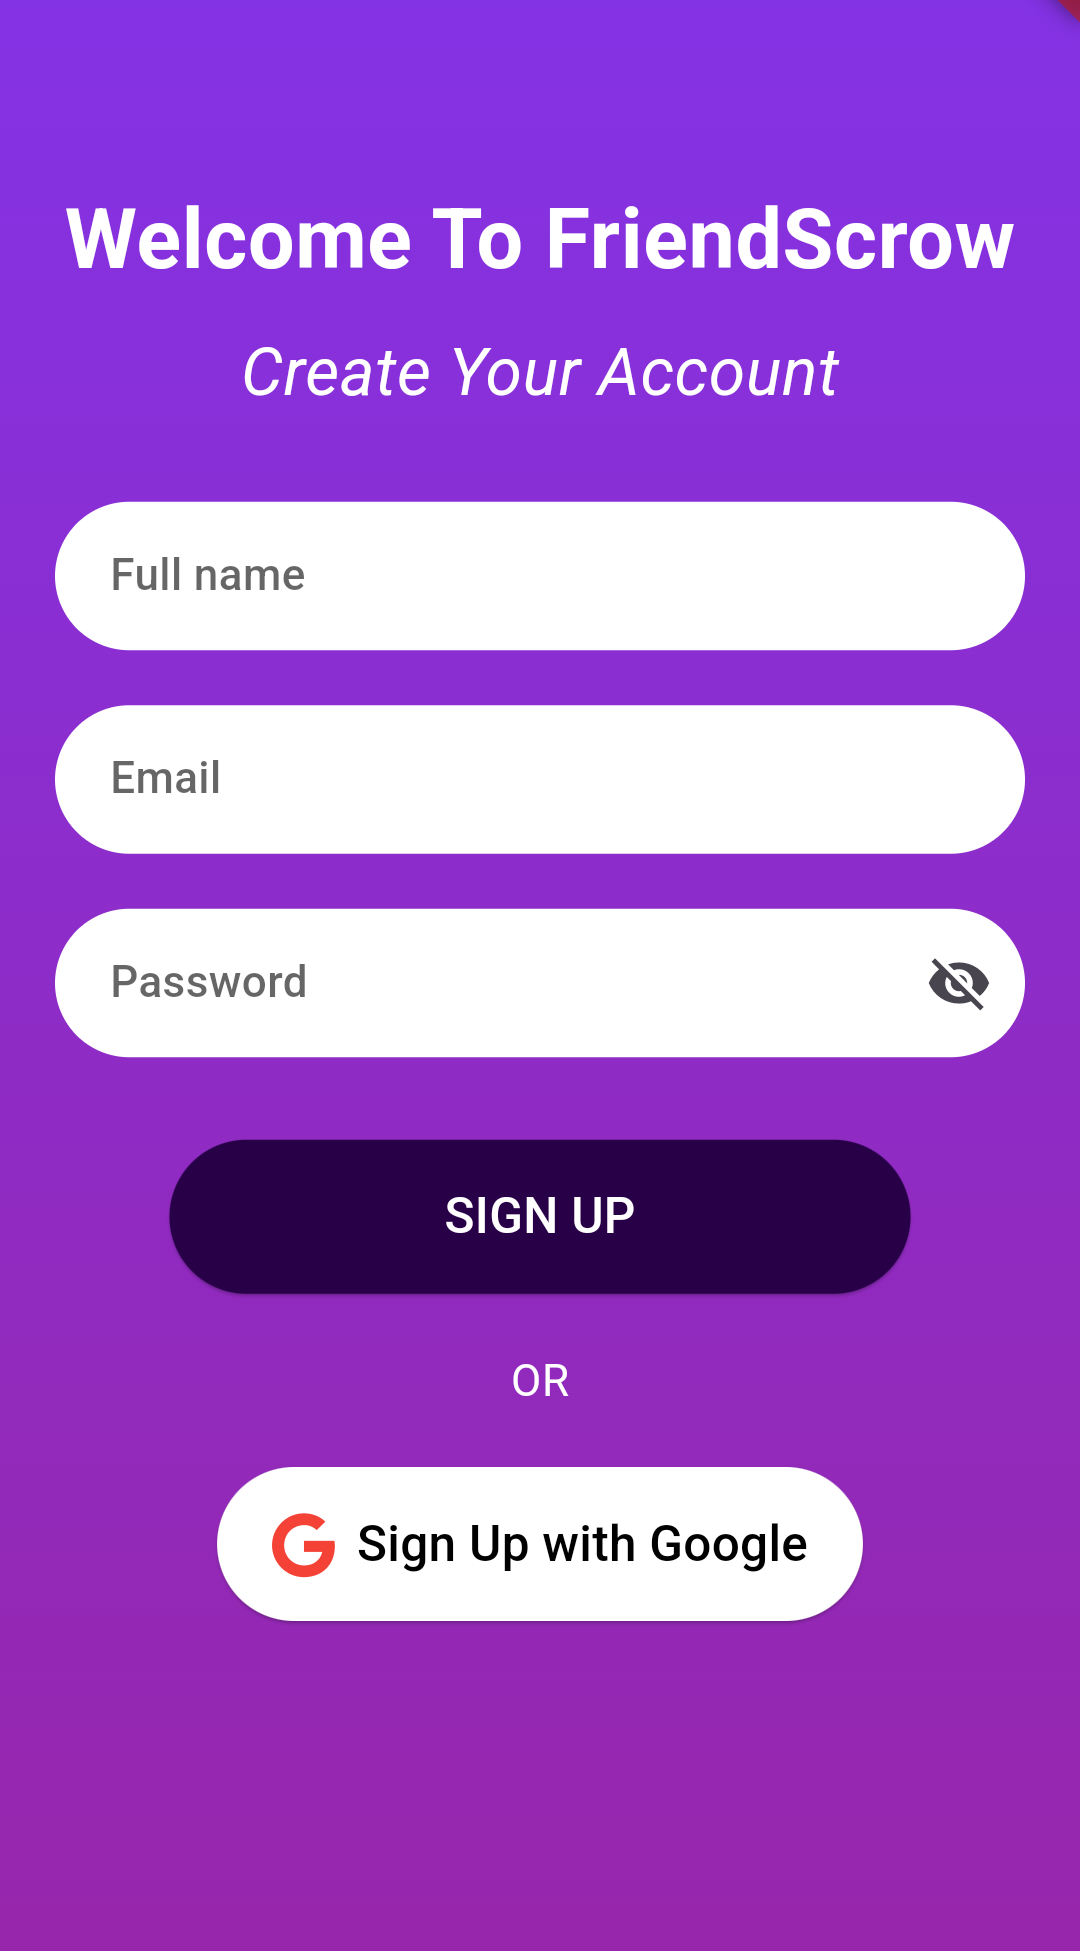 Welcome To FriendScrow
Create Your Account
Full name
Email
Password
SIGN UP
OR
Sign Up with Google